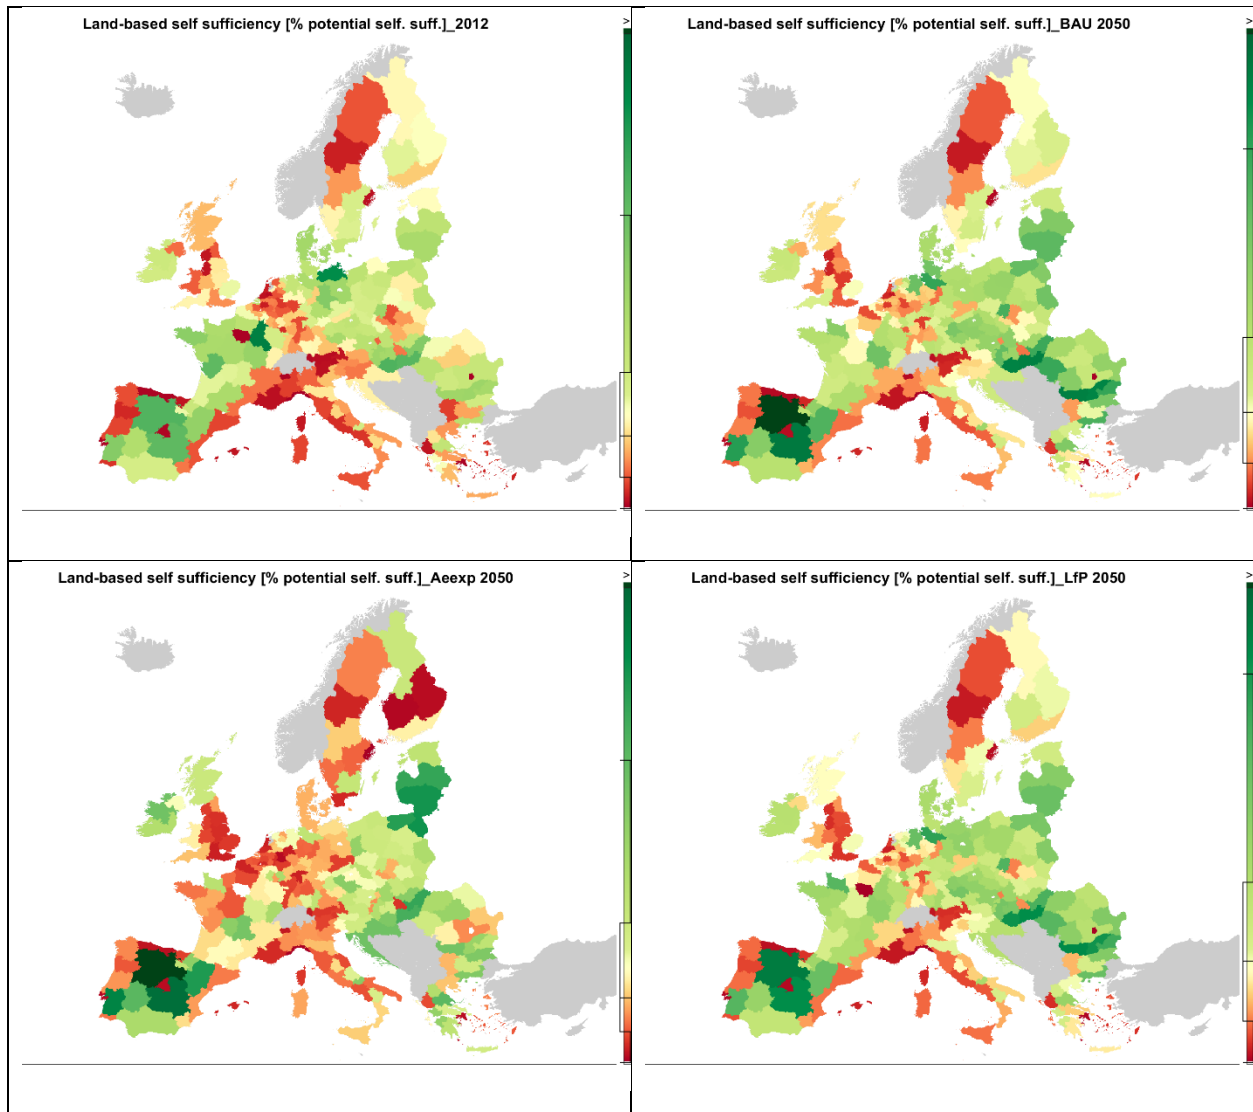 Land-based self sufficiency [% potential self. suff.]_2012
>
Land-based self sufficiency [% potential self. suff.]_BAU 2050
>
Land-based self sufficiency [% potential self. suff.]_Aeexp 2050
>
Land-based self sufficiency [% potential self. suff.]_LfP 2050
>